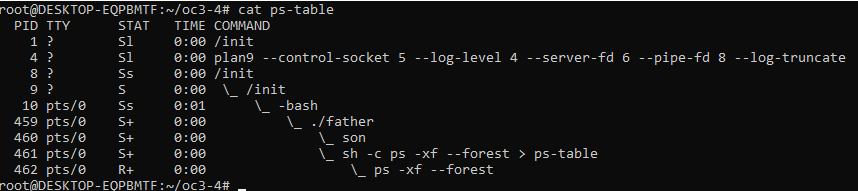 root@DESKTOP-EQPBMTF:~/oc3-4# cat ps-table
  PID TTY      STAT   TIME COMMAND
    1 ?        Sl     0:00 /init
    4 ?        Sl     0:00 plan9 --control-socket 5 --log-level 4 --server-fd 6 --pipe-fd 8 --log-truncate
    8 ?        Ss     0:00 /init
    9 ?        S      0:00  \_ /init
   10 pts/0    Ss     0:01      \_ -bash
  459 pts/0    S+     0:00          \_ ./father
  460 pts/0    S+     0:00              \_ son
  461 pts/0    S+     0:00              \_ sh -c ps -xf --forest > ps-table
  462 pts/0    R+     0:00                  \_ ps -xf --forest
root@DESKTOP-EQPBMTF:~/oc3-4#